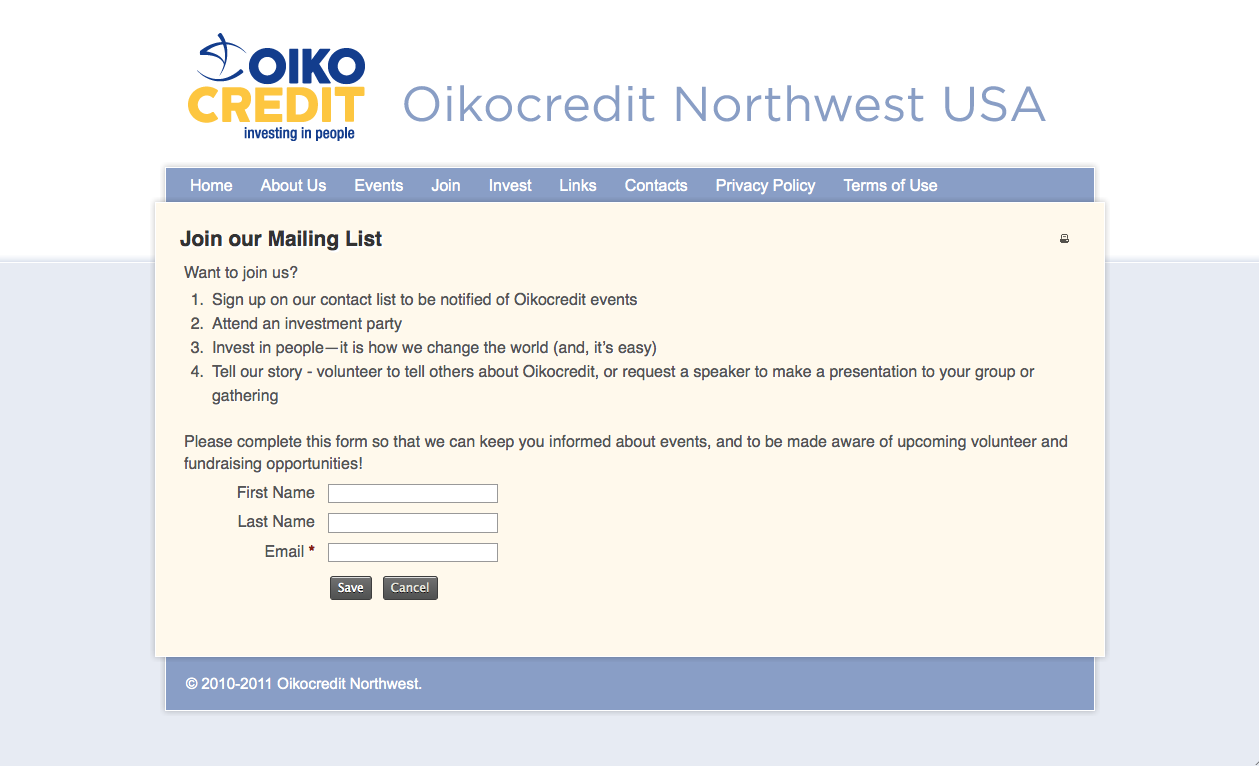 OIKO
CREDIT
investing in people
Oikocredit Northwest USA
Home About Us Events Join Invest Links Contacts Privacy Policy Terms of Use
Join our Mailing List
Want to join us?
1. Sign up on our contact list to be notified of Oikocredit events
2. Attend an investment party
3. Invest in people—it is how we change the world (and, it’s easy)
4. Tell our story - volunteer to tell others about Oikocredit, or request a speaker to make a presentation to your group or
gathering
Please complete this form so that we can keep you informed about events, and to be made aware of upcoming volunteer and
fundraising opportunities!
First Name
Last Name
Email *
Save Cancel
© 2010-2011 Oikocredit Northwest.